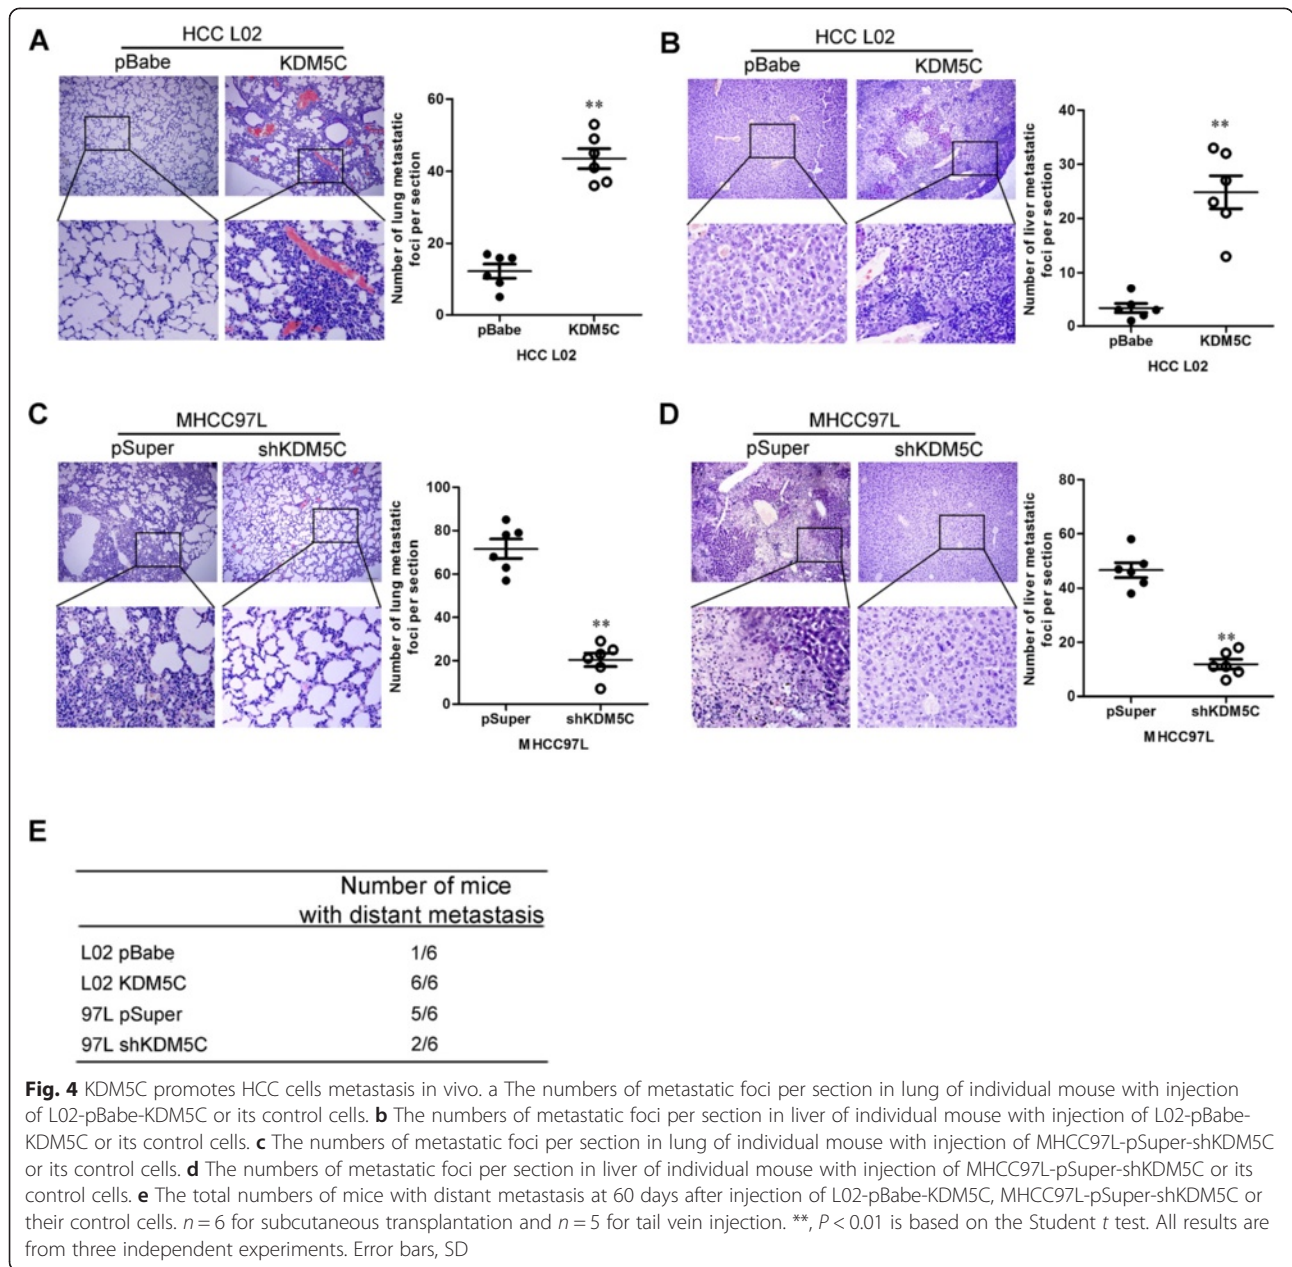 A
HCC L02
pBabe KDM5C
Number of lung metastatic
foci per section
60
40
20
0
**
pBabe KDM5C
HCC L02
B
HCC L02
pBabe KDM5C
Number of liver metastatic
foci per section
40
30
20
10
0
**
pBabe KDM5C
HCC L02
C
MHCC97L
pSuper shKDM5C
Number of lung metastatic
foci per section
100
80
60
40
20
0
**
pSuper shKDM5C
MHCC97L
D
MHCC97L
pSuper shKDM5C
Number of liver metastatic
foci per section
80
60
40
20
0
**
pSuper shKDM5C
MHCC97L
E
Number of mice
with distant metastasis
L02 pBabe 1/6
L02 KDM5C 6/6
97L pSuper 5/6
97L shKDM5C 2/6
Fig. 4 KDM5C promotes HCC cells metastasis in vivo. a The numbers of metastatic foci per section in lung of individual mouse with injection
of L02-pBabe-KDM5C or its control cells. b The numbers of metastatic foci per section in liver of individual mouse with injection of L02-pBabe-
KDM5C or its control cells. c The numbers of metastatic foci per section in lung of individual mouse with injection of MHCC97L-pSuper-shKDM5C
or its control cells. d The numbers of metastatic foci per section in liver of individual mouse with injection of MHCC97L-pSuper-shKDM5C or its
control cells. e The total numbers of mice with distant metastasis at 60 days after injection of L02-pBabe-KDM5C, MHCC97L-pSuper-shKDM5C or
their control cells. n = 6 for subcutaneous transplantation and n = 5 for tail vein injection. **, P < 0.01 is based on the Student t test. All results are
from three independent experiments. Error bars, SD